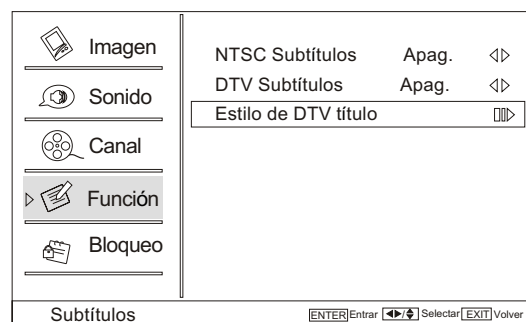 Imagen
Sonido
Canal
Función
Bloqueo
NTSC Subtítulos Apag.
DTV Subtítulos Apag.
Estilo de DTV título
Subtítulos ENTER Entrar Selectar EXIT Volver